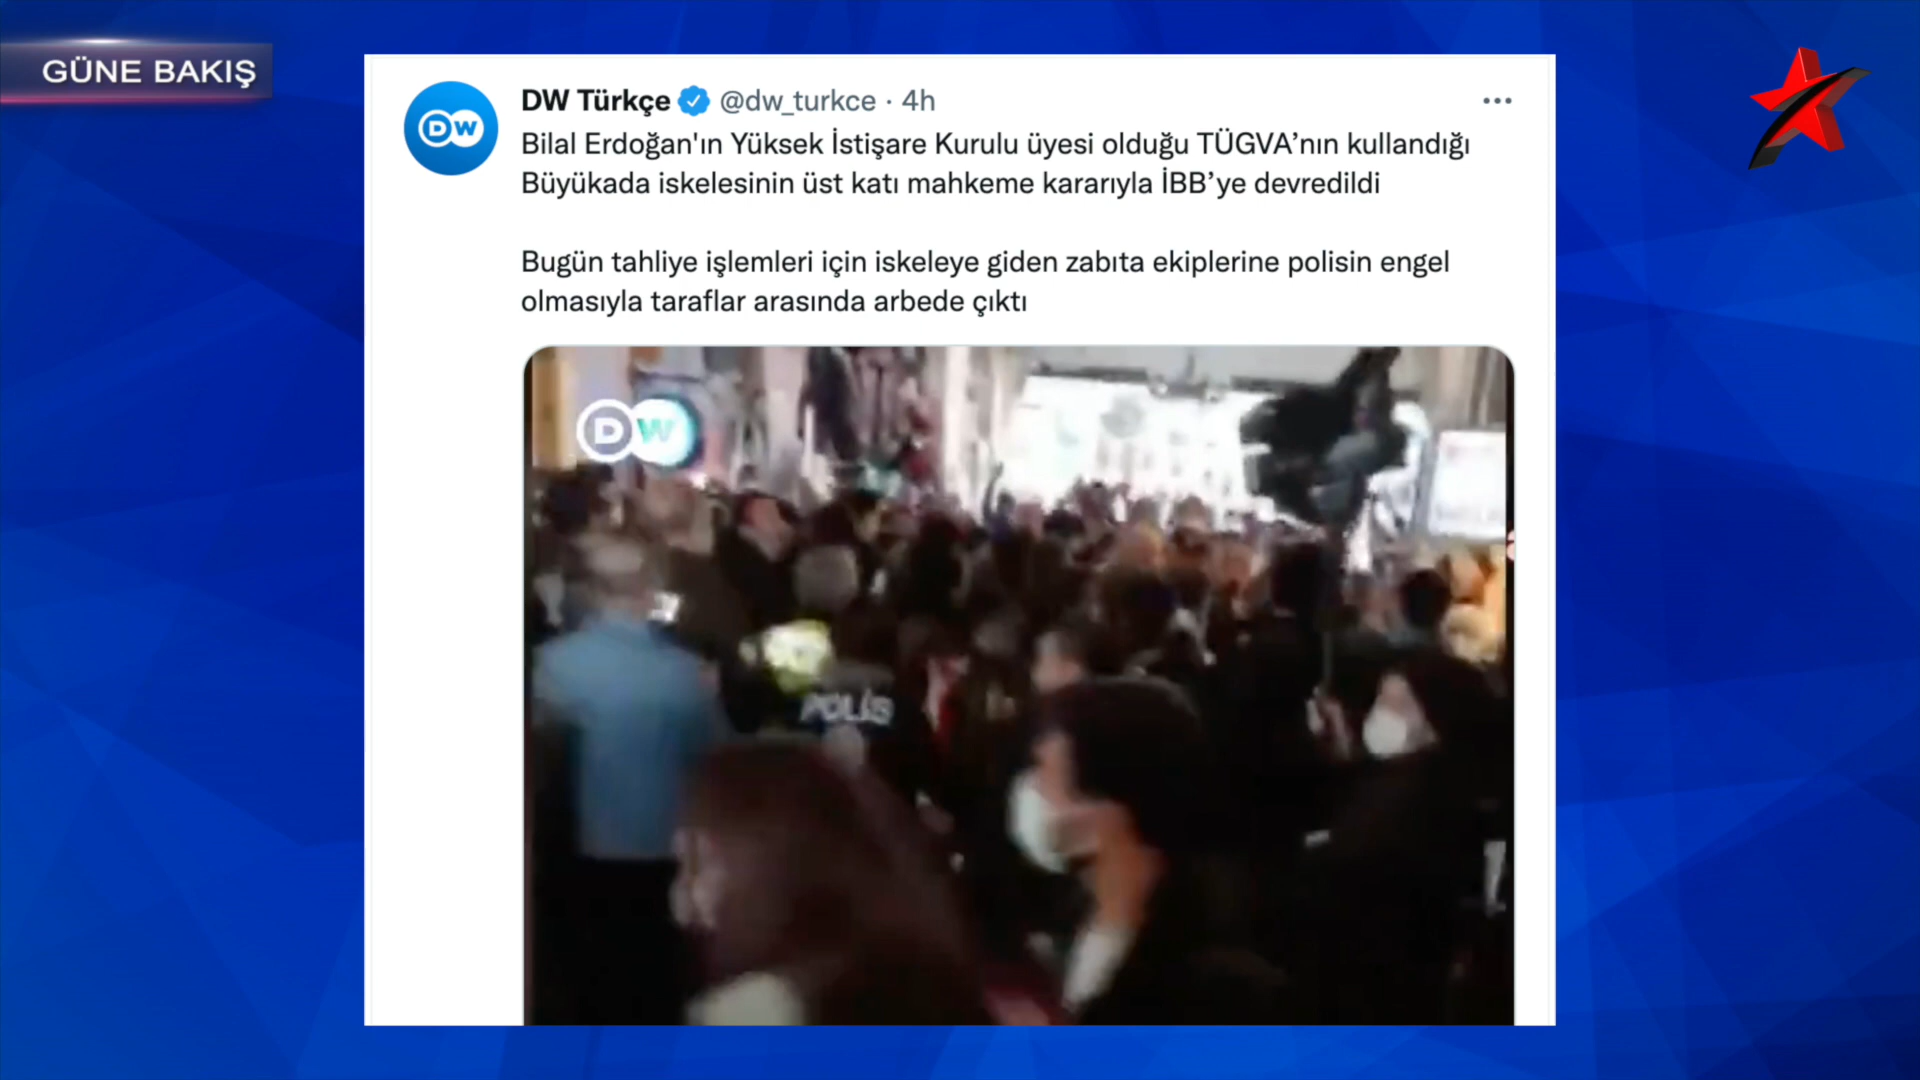 GÜNE BAKIŞ
DW
DW Türkçe @dw_turkce · 4h
Bilal Erdoğan'ın Yüksek İstişare Kurulu üyesi olduğu TÜGVA’nın kullandığı
Büyükada iskelesinin üst katı mahkeme kararıyla İBB’ye devredildi
Bugün tahliye işlemleri için iskeleye giden zabıta ekiplerine polisin engel
olmasıyla taraflar arasında arbede çıktı
DW
POLİS